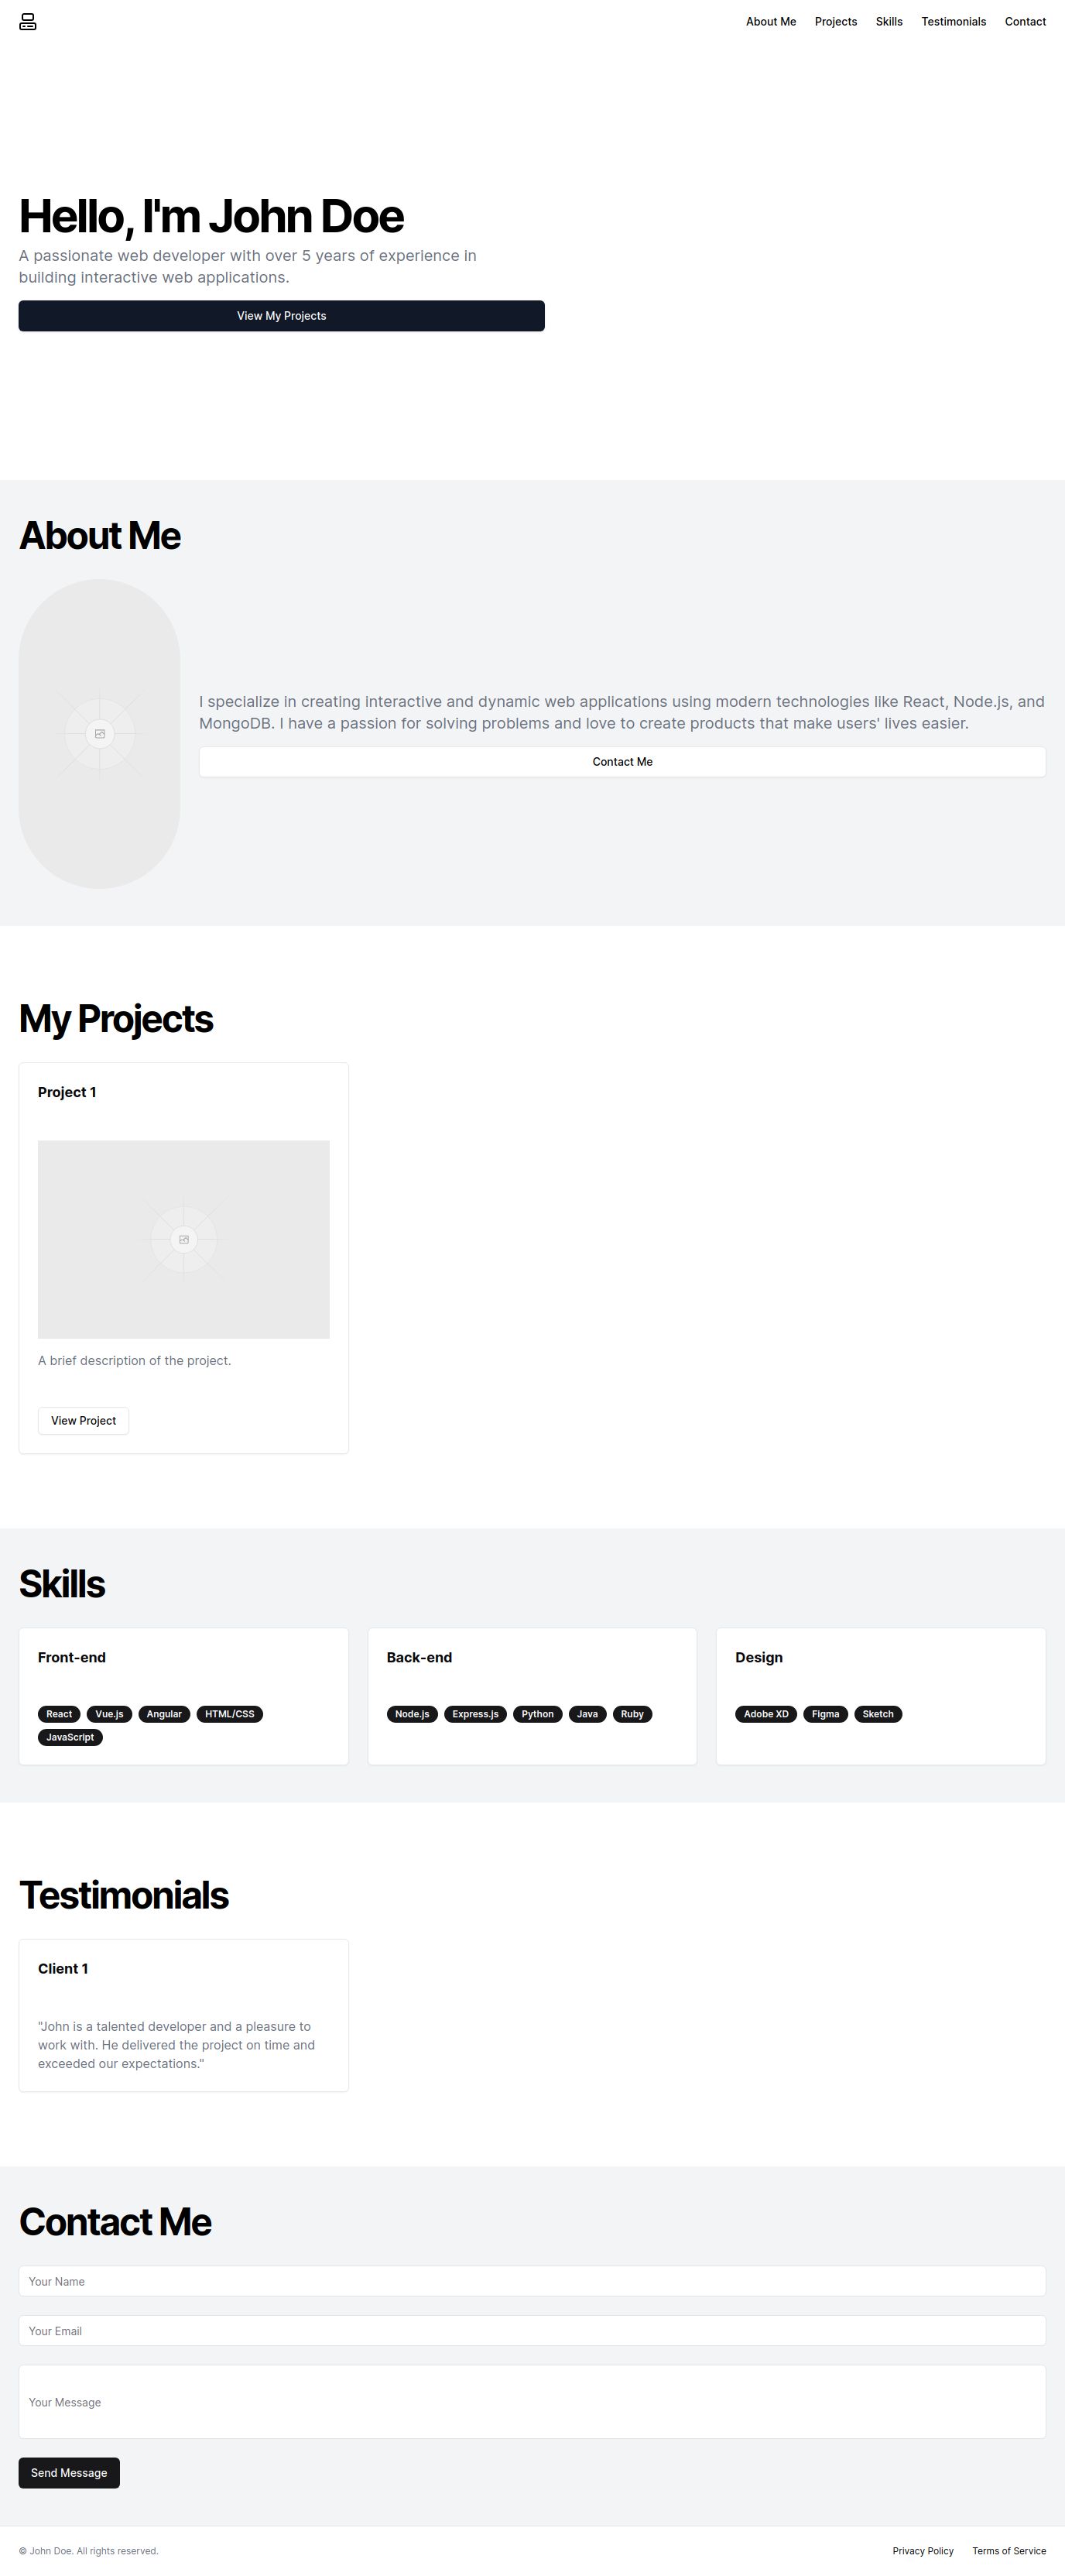 About Me Projects Skills Testimonials Contact
Hello, I'm John Doe
A passionate web developer with over 5 years of experience in
building interactive web applications.
View My Projects
About Me
I specialize in creating interactive and dynamic web applications using modern technologies like React, Node.js, and
MongoDB. I have a passion for solving problems and love to create products that make users' lives easier.
Contact Me
My Projects
Project 1
A brief description of the project.
View Project
Skills
Front-end
React Vue.js Angular HTML/CSS
JavaScript
Back-end
Node.js Express.js Python Java Ruby
Design
Adobe XD Figma Sketch
Testimonials
Client 1
"John is a talented developer and a pleasure to
work with. He delivered the project on time and
exceeded our expectations."
Contact Me
Your Name
Your Email
Your Message
Send Message
© John Doe. All rights reserved.
Privacy Policy Terms of Service